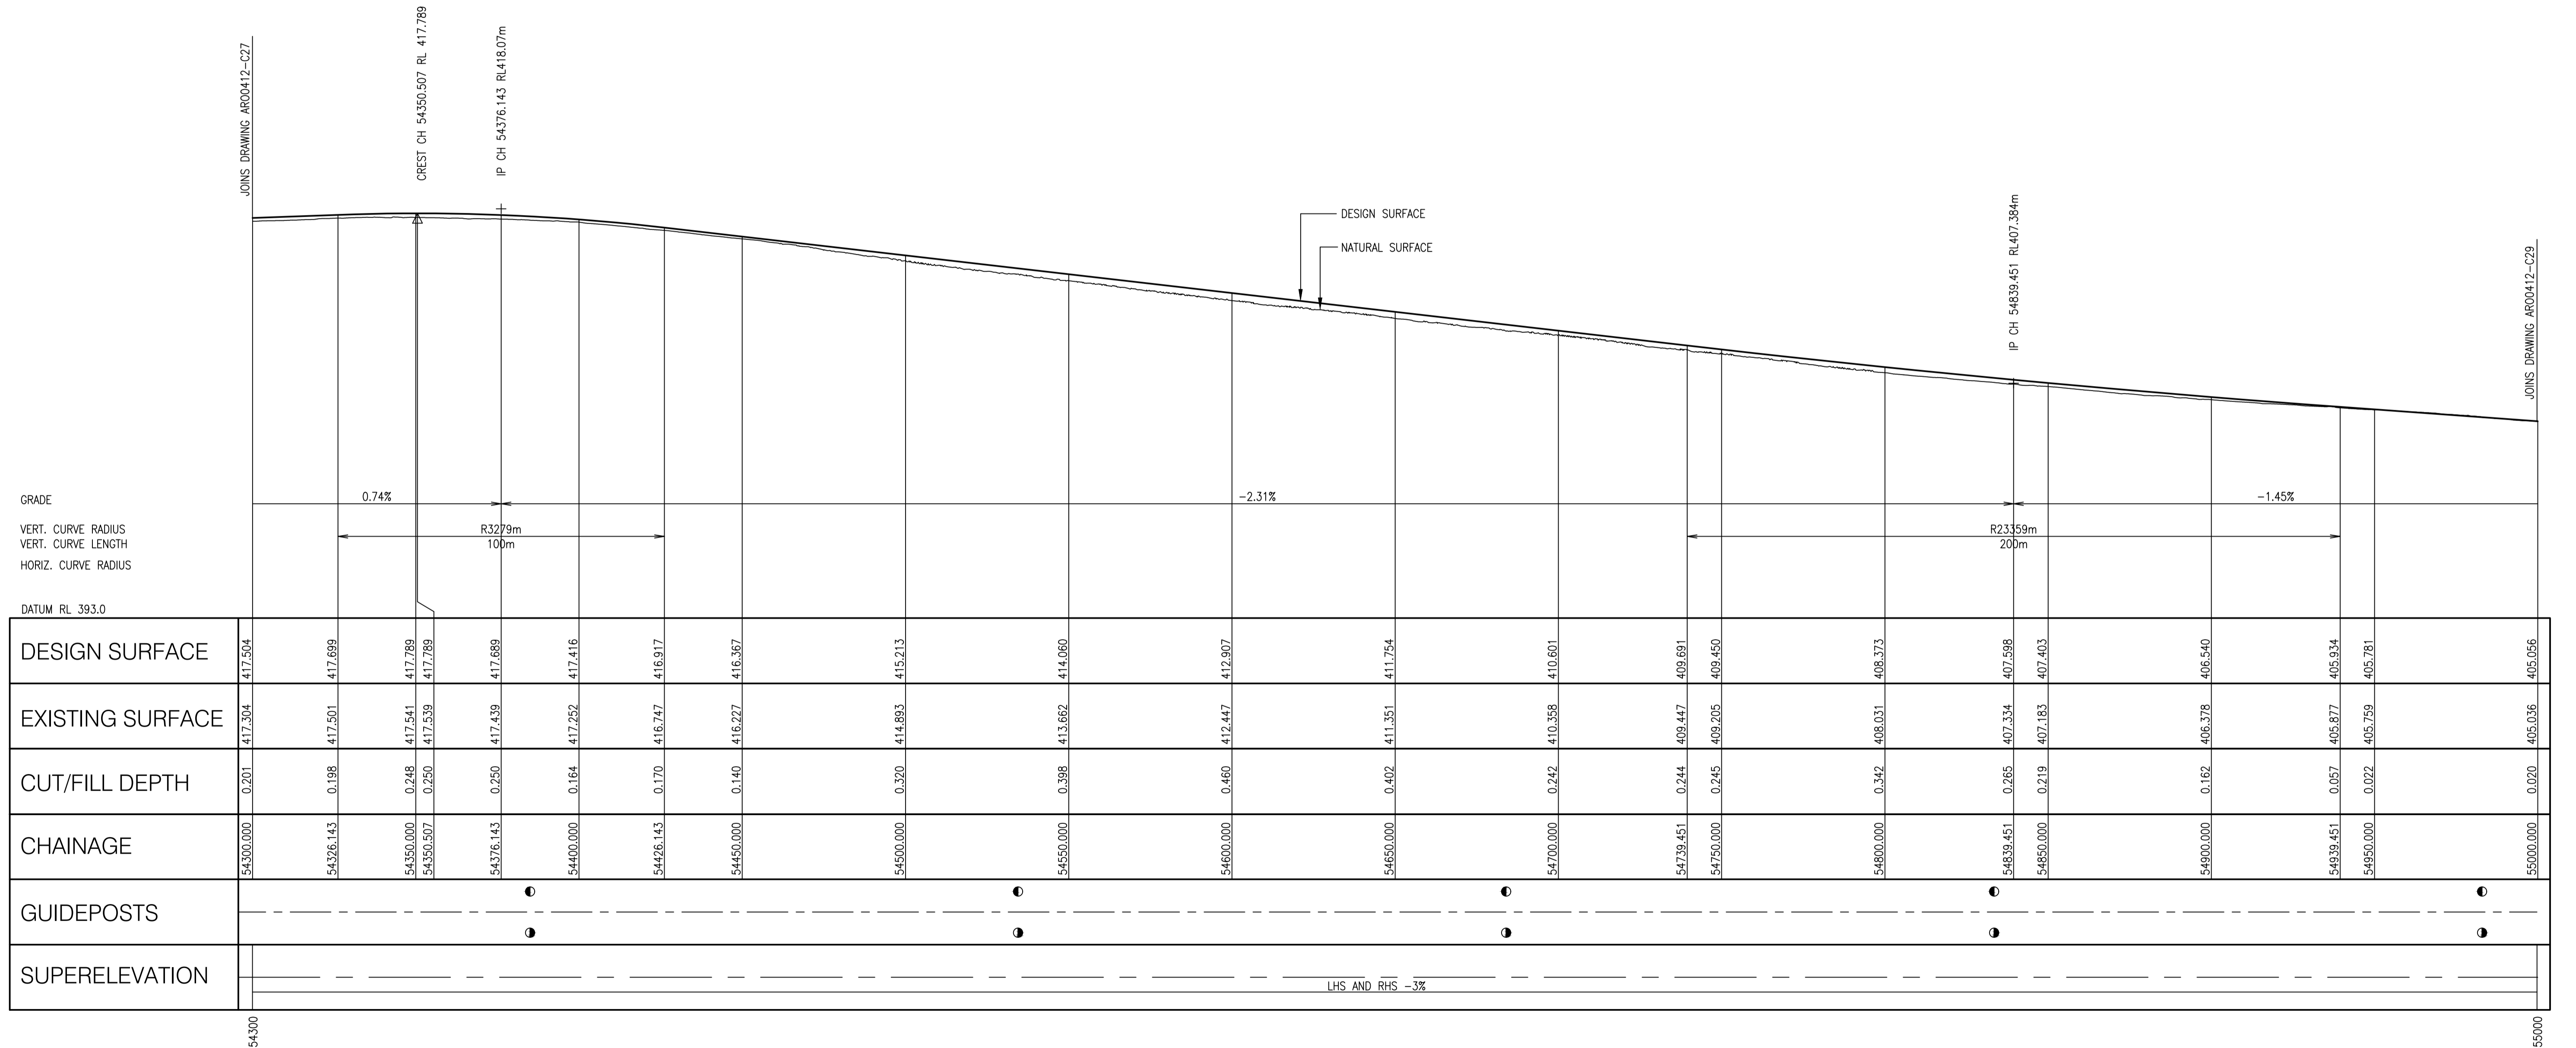 JOINS DRAWING ARO0412-C27
CREST CH 54350.507 RL 417.789
IP CH 54376.143 RL418.07m
DESIGN SURFACE
NATURAL SURFACE
IP CH 54839.451 RL407.384m
JOINS DRAWING ARO0412-C29
GRADE
0.74%
-2.31%
-1.45%
VERT. CURVE RADIUS
R3279m
R23359m
VERT. CURVE LENGTH
100m
200m
HORIZ. CURVE RADIUS
DATUM RL 393.0
DESIGN SURFACE 417.504 417.699 417.789 417.789 417.689 417.416 416.917 416.367 415.213 414.060 412.907 411.754 410.601 409.691 409.450 408.373 407.598 407.403 406.540 405.934 405.781 405.056
EXISTING SURFACE 417.304 417.501 417.541 417.539 417.439 417.252 416.747 416.227 414.893 413.662 412.447 411.351 410.358 409.447 409.205 408.031 407.334 407.183 406.378 405.877 405.759 405.036
CUT/FILL DEPTH 0.201 0.198 0.248 0.250 0.250 0.164 0.170 0.140 0.320 0.398 0.460 0.402 0.242 0.244 0.245 0.342 0.265 0.219 0.162 0.057 0.022 0.020
CHAINAGE 54300.000 54326.143 54350.000 54350.507 54376.143 54400.000 54426.143 54450.000 54500.000 54550.000 54600.000 54650.000 54700.000 54739.451 54750.000 54800.000 54839.451 54850.000 54900.000 54939.451 54950.000 55000.000
GUIDEPOSTS
SUPERELEVATION
LHS AND RHS -3%
54300
55000